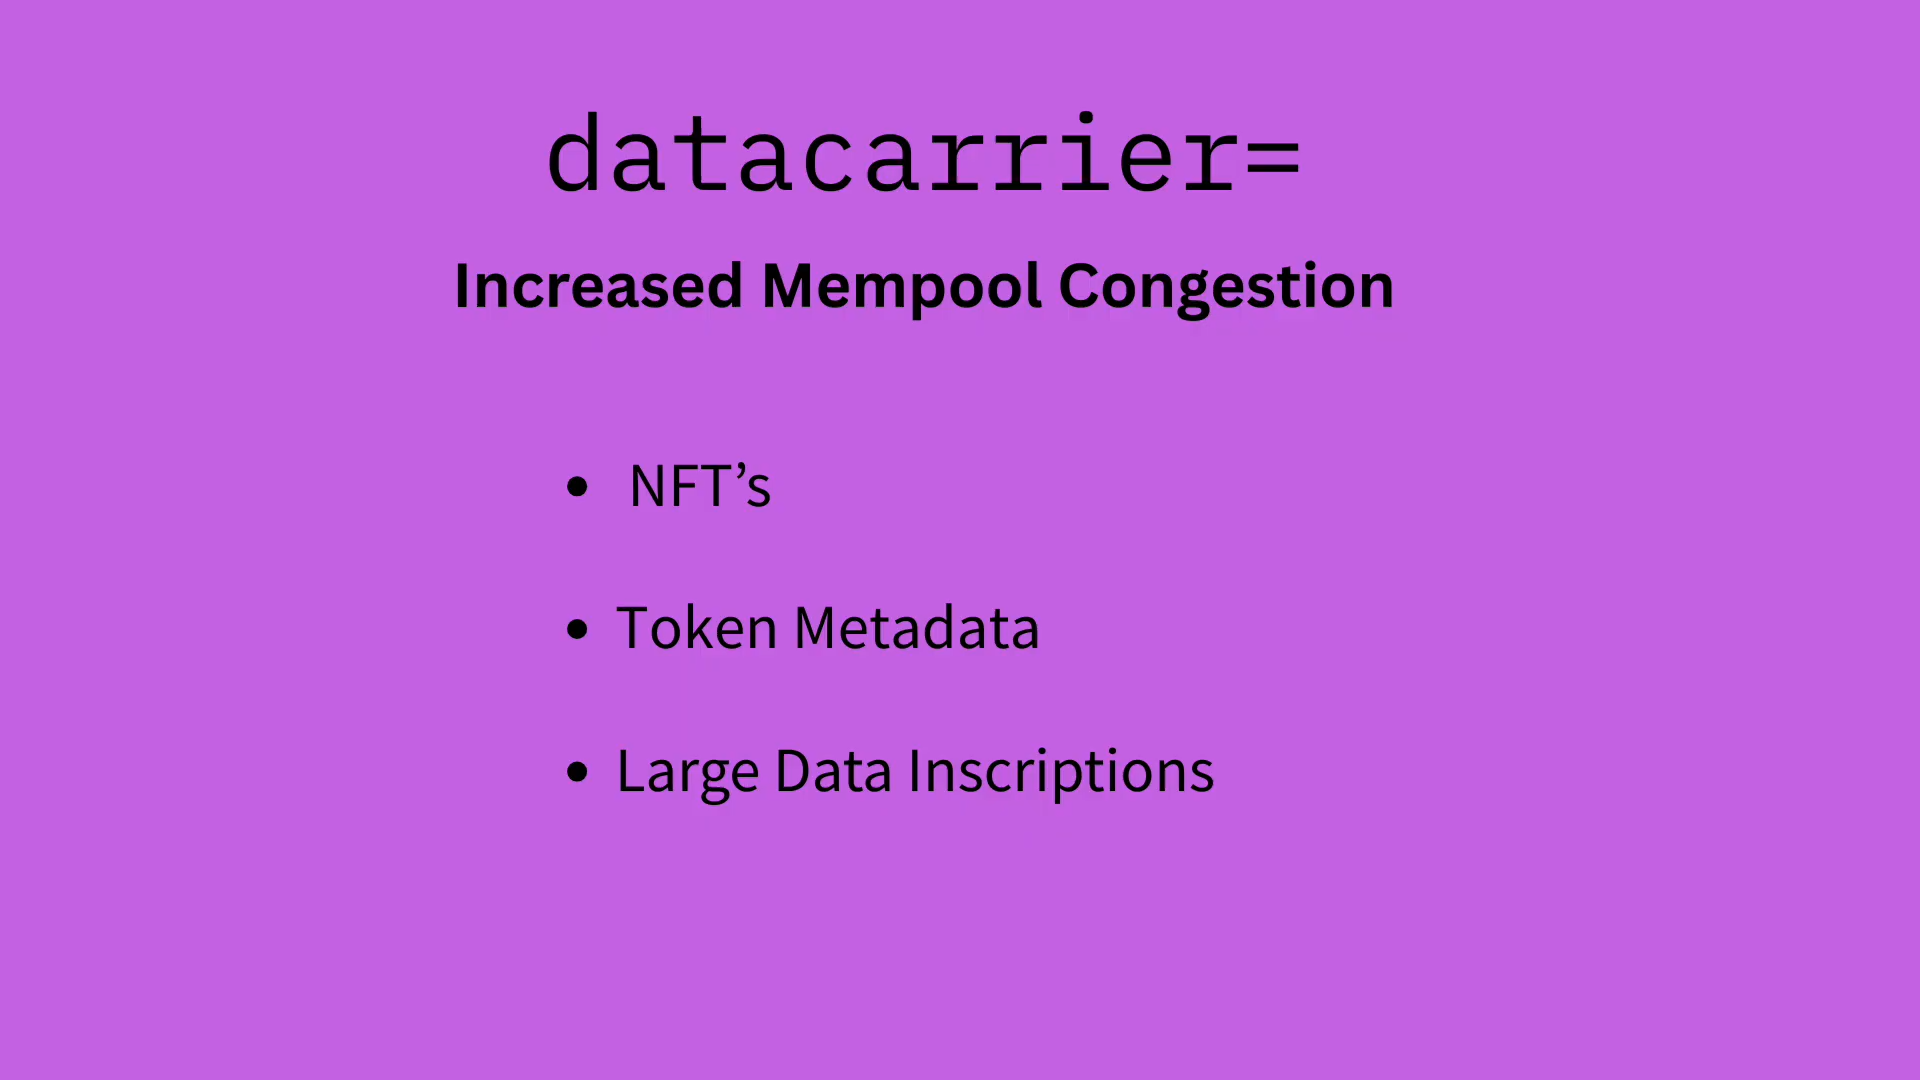 datacarrier=
Increased Mempool Congestion
• NFT’s
• Token Metadata
• Large Data Inscriptions